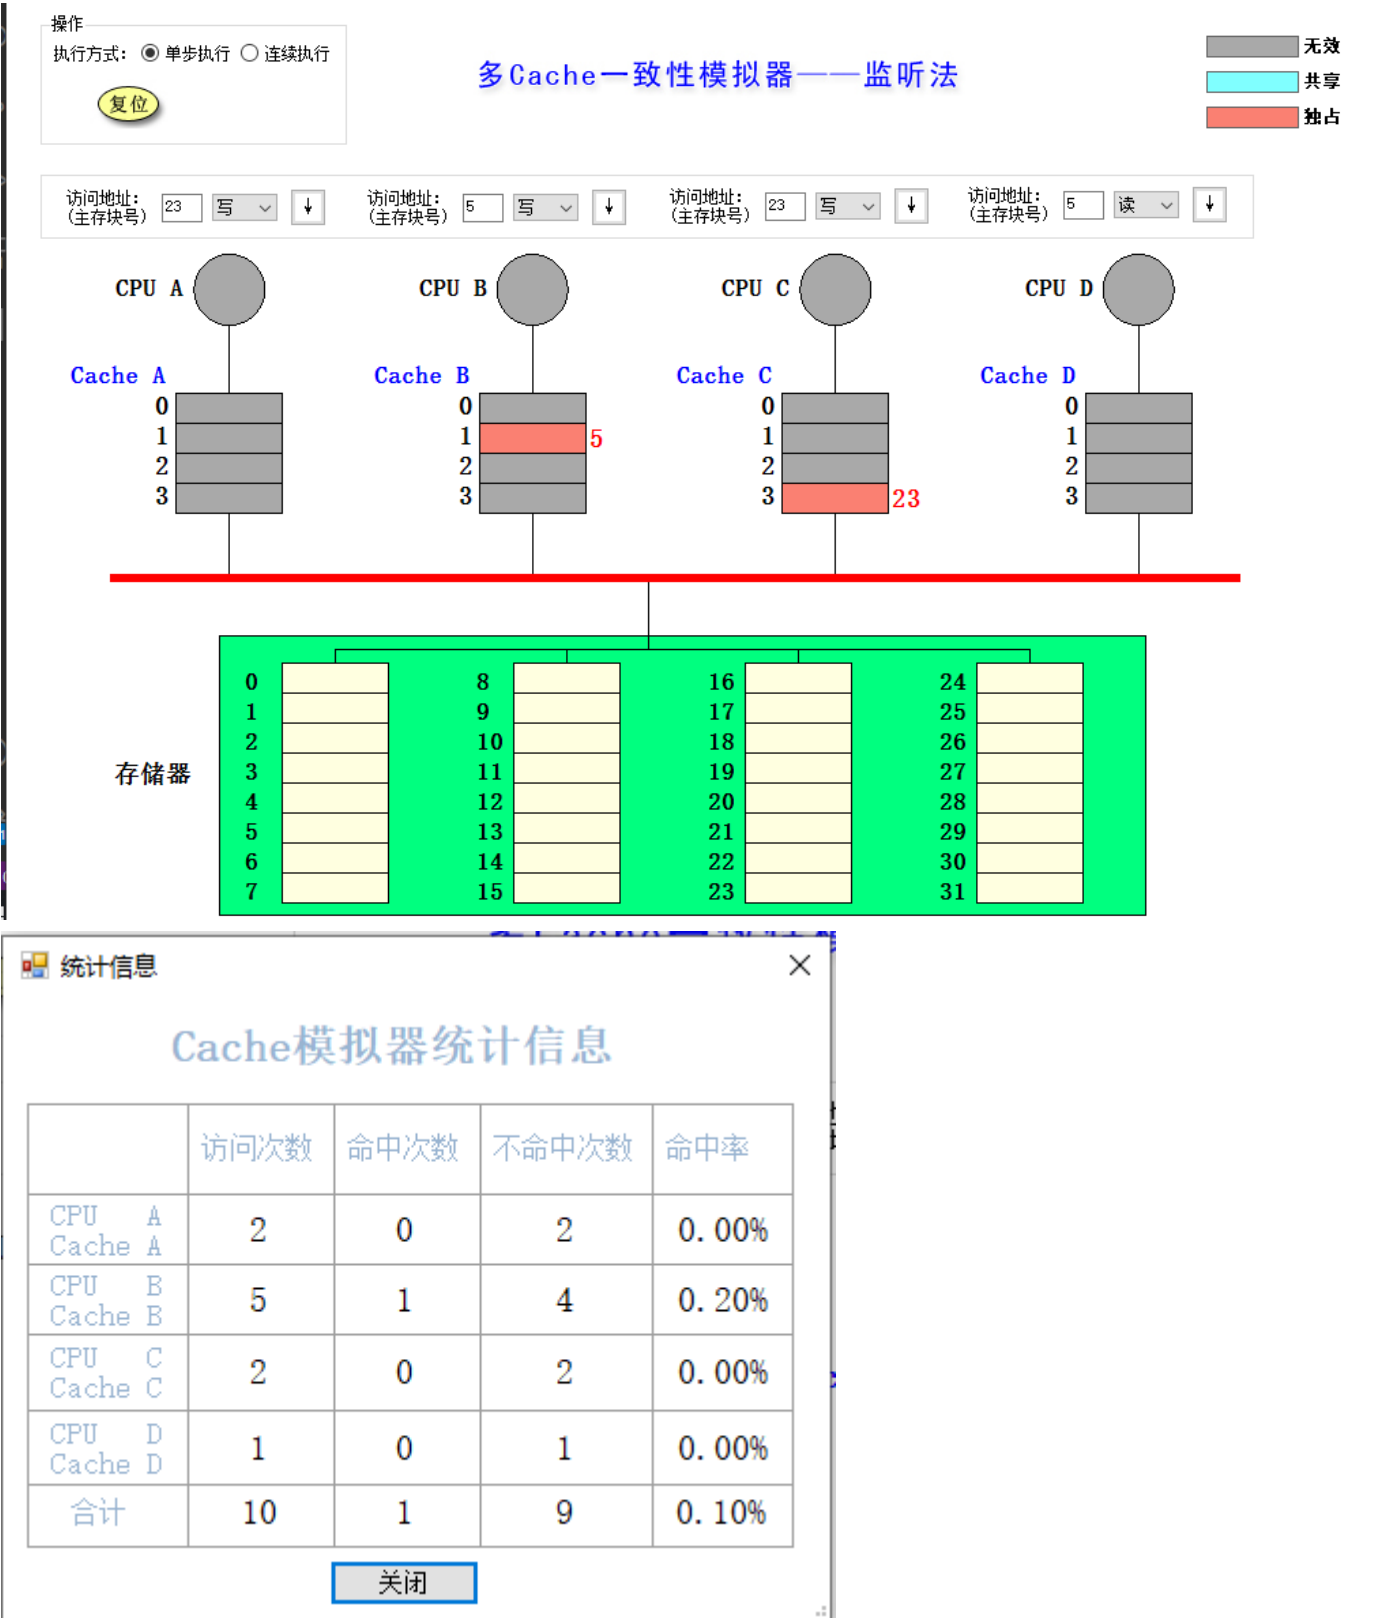 操作
执行方式: 单步执行 连续执行
复位
多Cache一致性模拟器——监听法
无效
共享
独占
访问地址:
(主存块号) 23 写 ↓
访问地址:
(主存块号) 5 写 ↓
访问地址:
(主存块号) 23 写 ↓
访问地址:
(主存块号) 5 读 ↓
CPU A
CPU B
CPU C
CPU D
Cache A
0
1
2
3
Cache B
0
1 5
2
3
Cache C
0
1
2
3 23
Cache D
0
1
2
3
存储器
0 8 16 24
1 9 17 25
2 10 18 26
3 11 19 27
4 12 20 28
5 13 21 29
6 14 22 30
7 15 23 31
统计信息
Cache模拟器统计信息
访问次数 命中次数 不命中次数 命中率
CPU A
Cache A 2 0 2 0.00%
CPU B
Cache B 5 1 4 0.20%
CPU C
Cache C 2 0 2 0.00%
CPU D
Cache D 1 0 1 0.00%
合计 10 1 9 0.10%
关闭